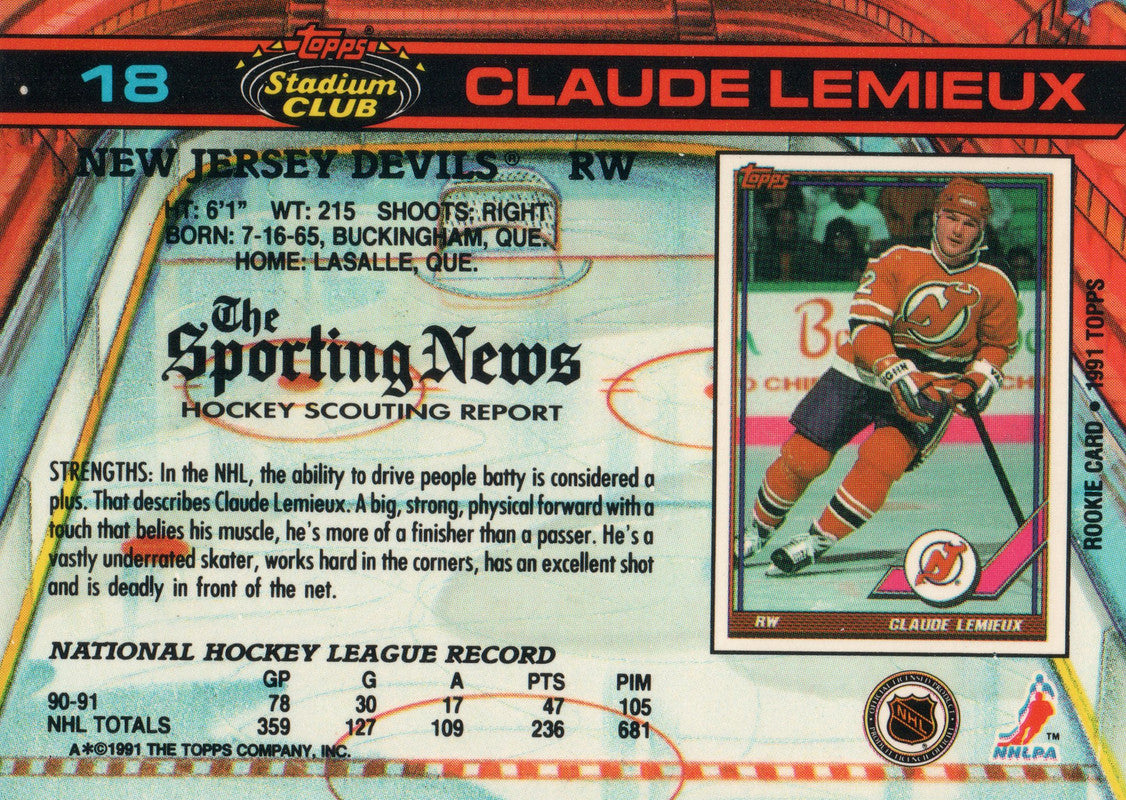 18
Topps
Stadium
CLUB
CLAUDE LEMIEUX
NEW JERSEY DEVILS® RW
HT: 6'1" WT: 215 SHOOTS: RIGHT
BORN: 7-16-65, BUCKINGHAM, QUE.
HOME: LASALLE, QUE.
The
Sporting News
HOCKEY SCOUTING REPORT
STRENGTHS: In the NHL, the ability to drive people batty is considered a
plus. That describes Claude Lemieux. A big, strong, physical forward with a
touch that belies his muscle, he's more of a finisher than a passer. He's a
vastly underrated skater, works hard in the corners, has an excellent shot
and is deadly in front of the net.
NATIONAL HOCKEY LEAGUE RECORD
GP G A PTS PIM
90-91 78 30 17 47 105
NHL TOTALS 359 127 109 236 681
A*©1991 THE TOPPS COMPANY, INC.
Topps
2
RW CLAUDE LEMIEUX
ROOKIE CARD • 1991 TOPPS
NHL
NHLPA
TM